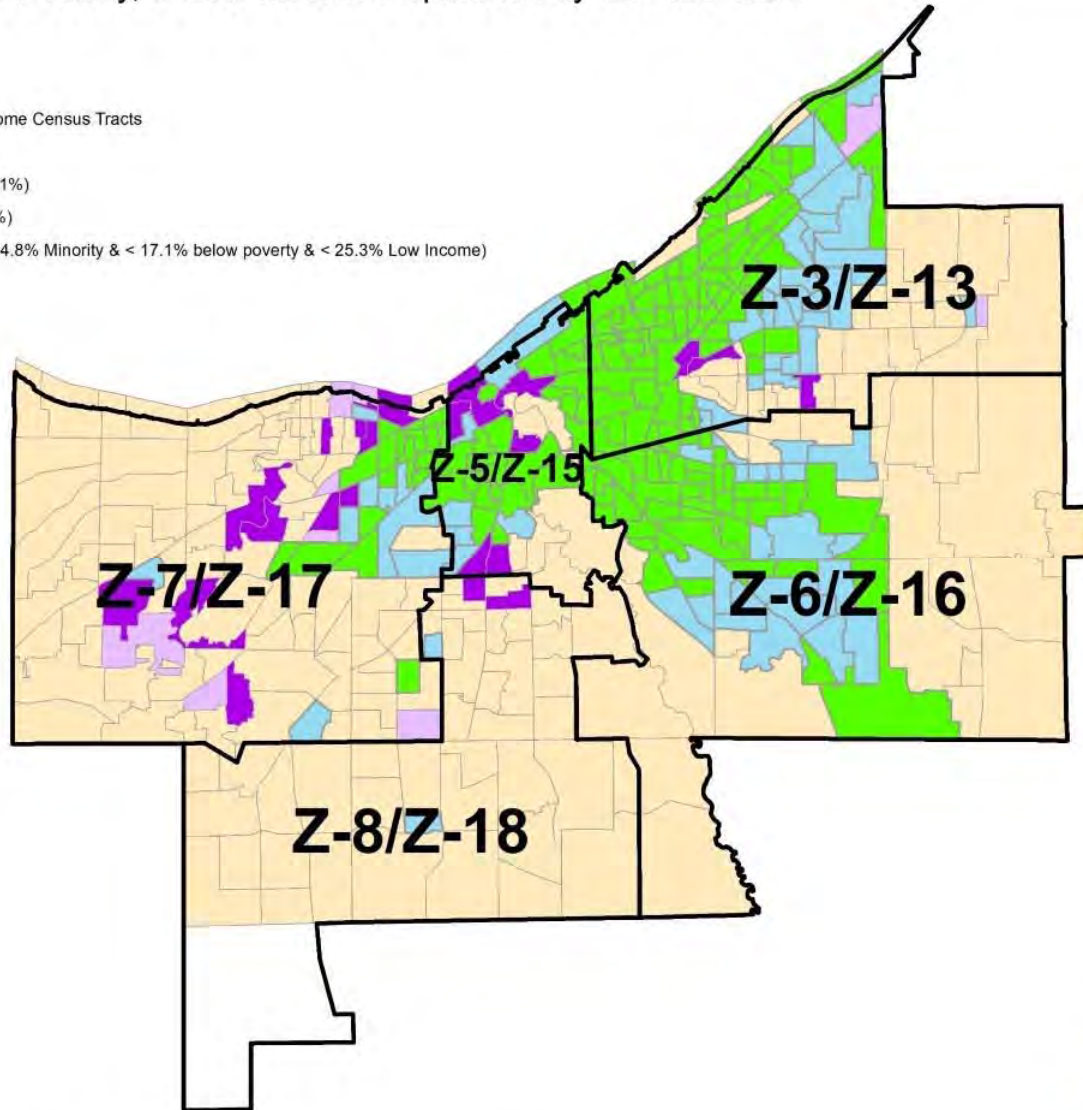 ome Census Tracts
1%)
%)
4.8% Minority & < 17.1% below poverty & < 25.3% Low Income)
Z-3/Z-13
Z-5/Z-15
Z-7/Z-17
Z-6/Z-16
Z-8/Z-18